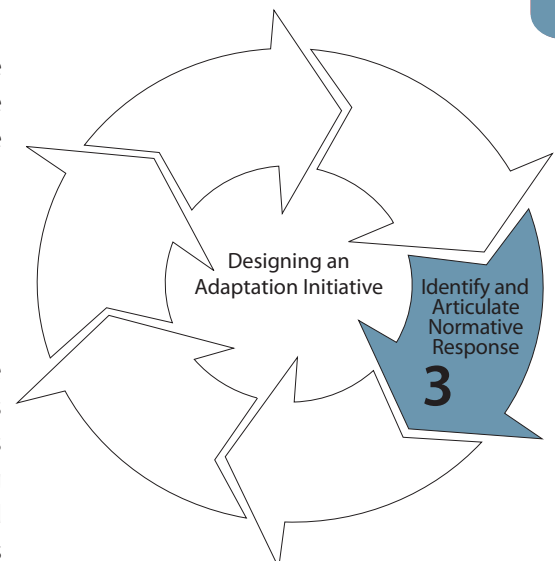 Designing an
Adaptation Initiative
Identify and
Articulate
Normative
Response
3